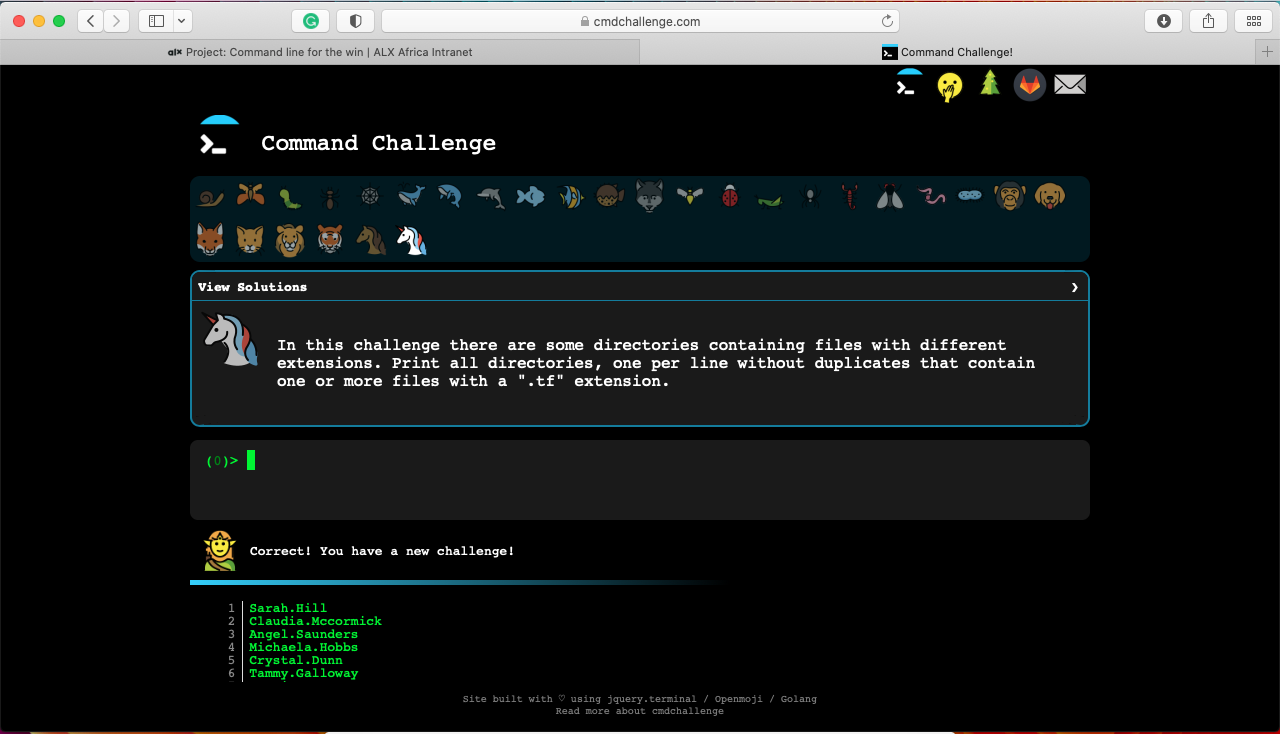 cmdchallenge.com
alx Project: Command line for the win | ALX Africa Intranet
Command Challenge!
Command Challenge
View Solutions
In this challenge there are some directories containing files with different
extensions. Print all directories, one per line without duplicates that contain
one or more files with a ".tf" extension.
(0)>
Correct! You have a new challenge!
1 Sarah.Hill
2 Claudia.Mccormick
3 Angel.Saunders
4 Michaela.Hobbs
5 Crystal.Dunn
6 Tammy.Galloway
Site built with ♡ using jquery.terminal / Openmoji / Golang
Read more about cmdchallenge